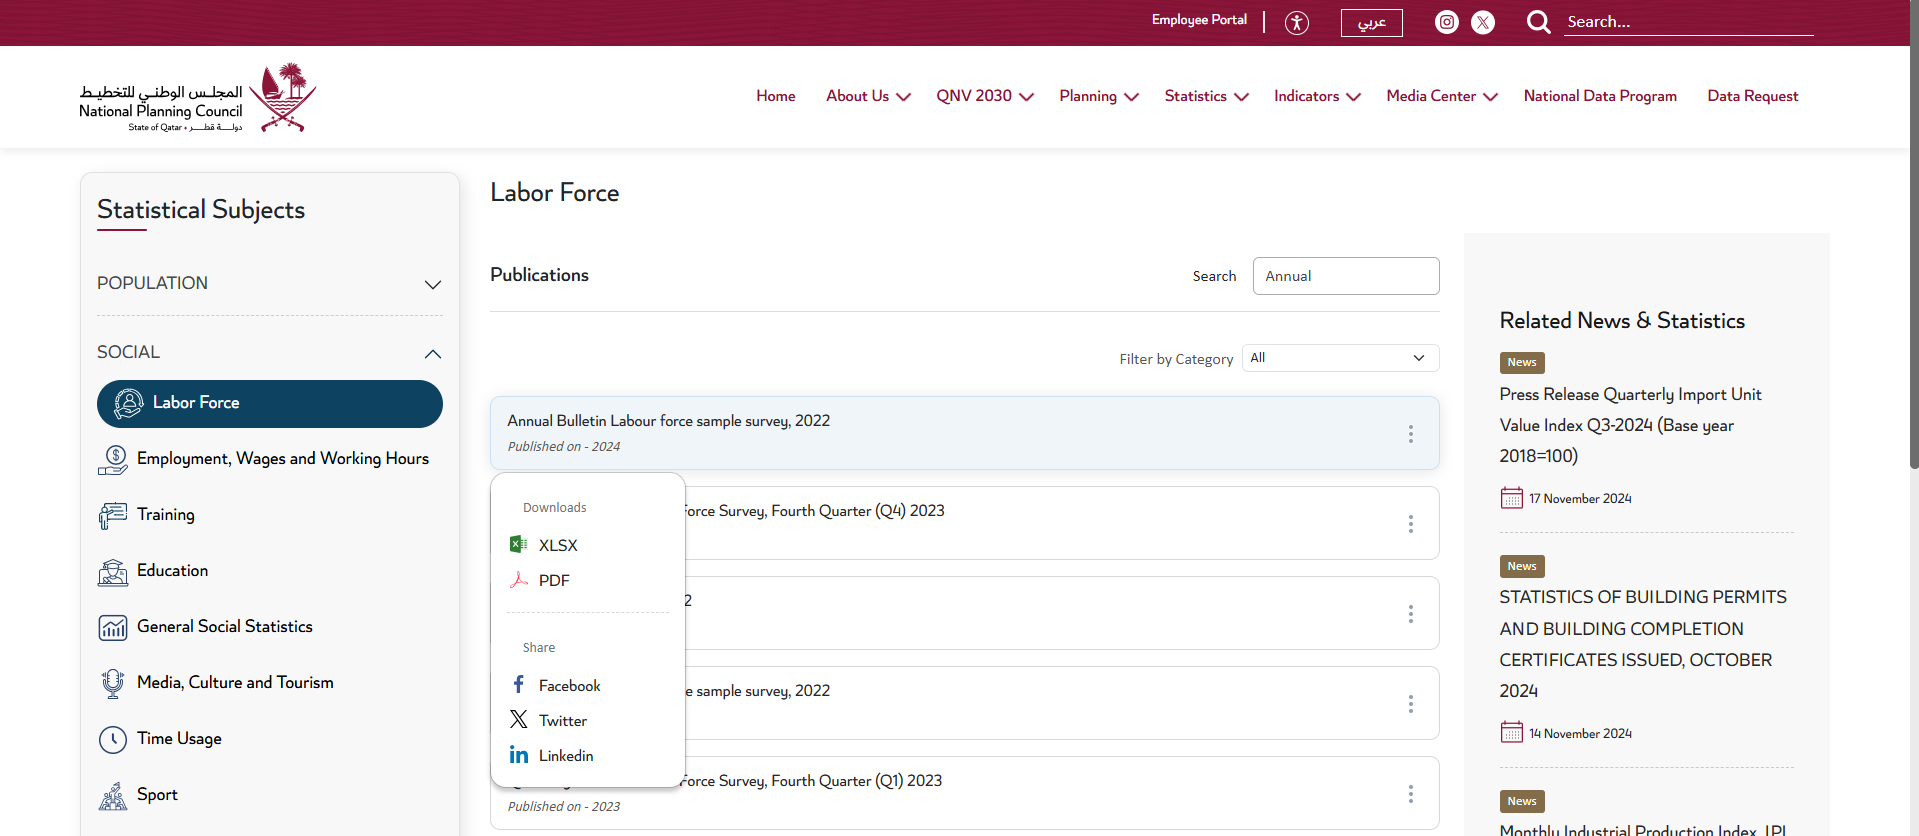 Employee Portal
عربي
Search...
المجلس الوطني للتخطيط
National Planning Council
State of Qatar • دولة قطر
Home
About Us
QNV 2030
Planning
Statistics
Indicators
Media Center
National Data Program
Data Request
Statistical Subjects
POPULATION
SOCIAL
Labor Force
Employment, Wages and Working Hours
Training
Education
General Social Statistics
Media, Culture and Tourism
Time Usage
Sport
Labor Force
Publications
Search
Annual
Filter by Category
All
Annual Bulletin Labour force sample survey, 2022
Published on - 2024
Force Survey, Fourth Quarter (Q4) 2023
2
e sample survey, 2022
Force Survey, Fourth Quarter (Q1) 2023
Published on - 2023
Downloads
XLSX
PDF
Share
Facebook
Twitter
Linkedin
Related News & Statistics
News
Press Release Quarterly Import Unit
Value Index Q3-2024 (Base year
2018=100)
17 November 2024
News
STATISTICS OF BUILDING PERMITS
AND BUILDING COMPLETION
CERTIFICATES ISSUED, OCTOBER
2024
14 November 2024
News
Monthly Industrial Production Index, IPI